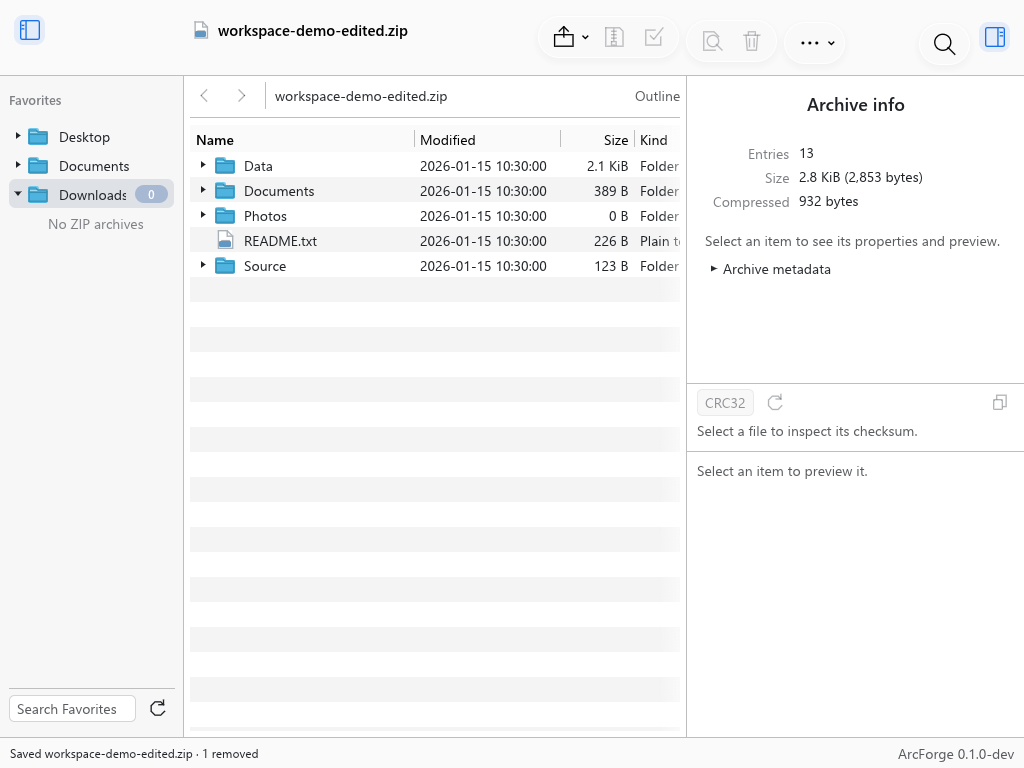 workspace-demo-edited.zip
Favorites
Desktop
Documents
Downloads 0
No ZIP archives
Search Favorites
workspace-demo-edited.zip Outline
Name Modified Size Kind
Data 2026-01-15 10:30:00 2.1 KiB Folder
Documents 2026-01-15 10:30:00 389 B Folder
Photos 2026-01-15 10:30:00 0 B Folder
README.txt 2026-01-15 10:30:00 226 B Plain
Source 2026-01-15 10:30:00 123 B Folder
Archive info
Entries 13
Size 2.8 KiB (2,853 bytes)
Compressed 932 bytes
Select an item to see its properties and preview.
Archive metadata
CRC32
Select a file to inspect its checksum.
Select an item to preview it.
Saved workspace-demo-edited.zip · 1 removed
ArcForge 0.1.0-dev